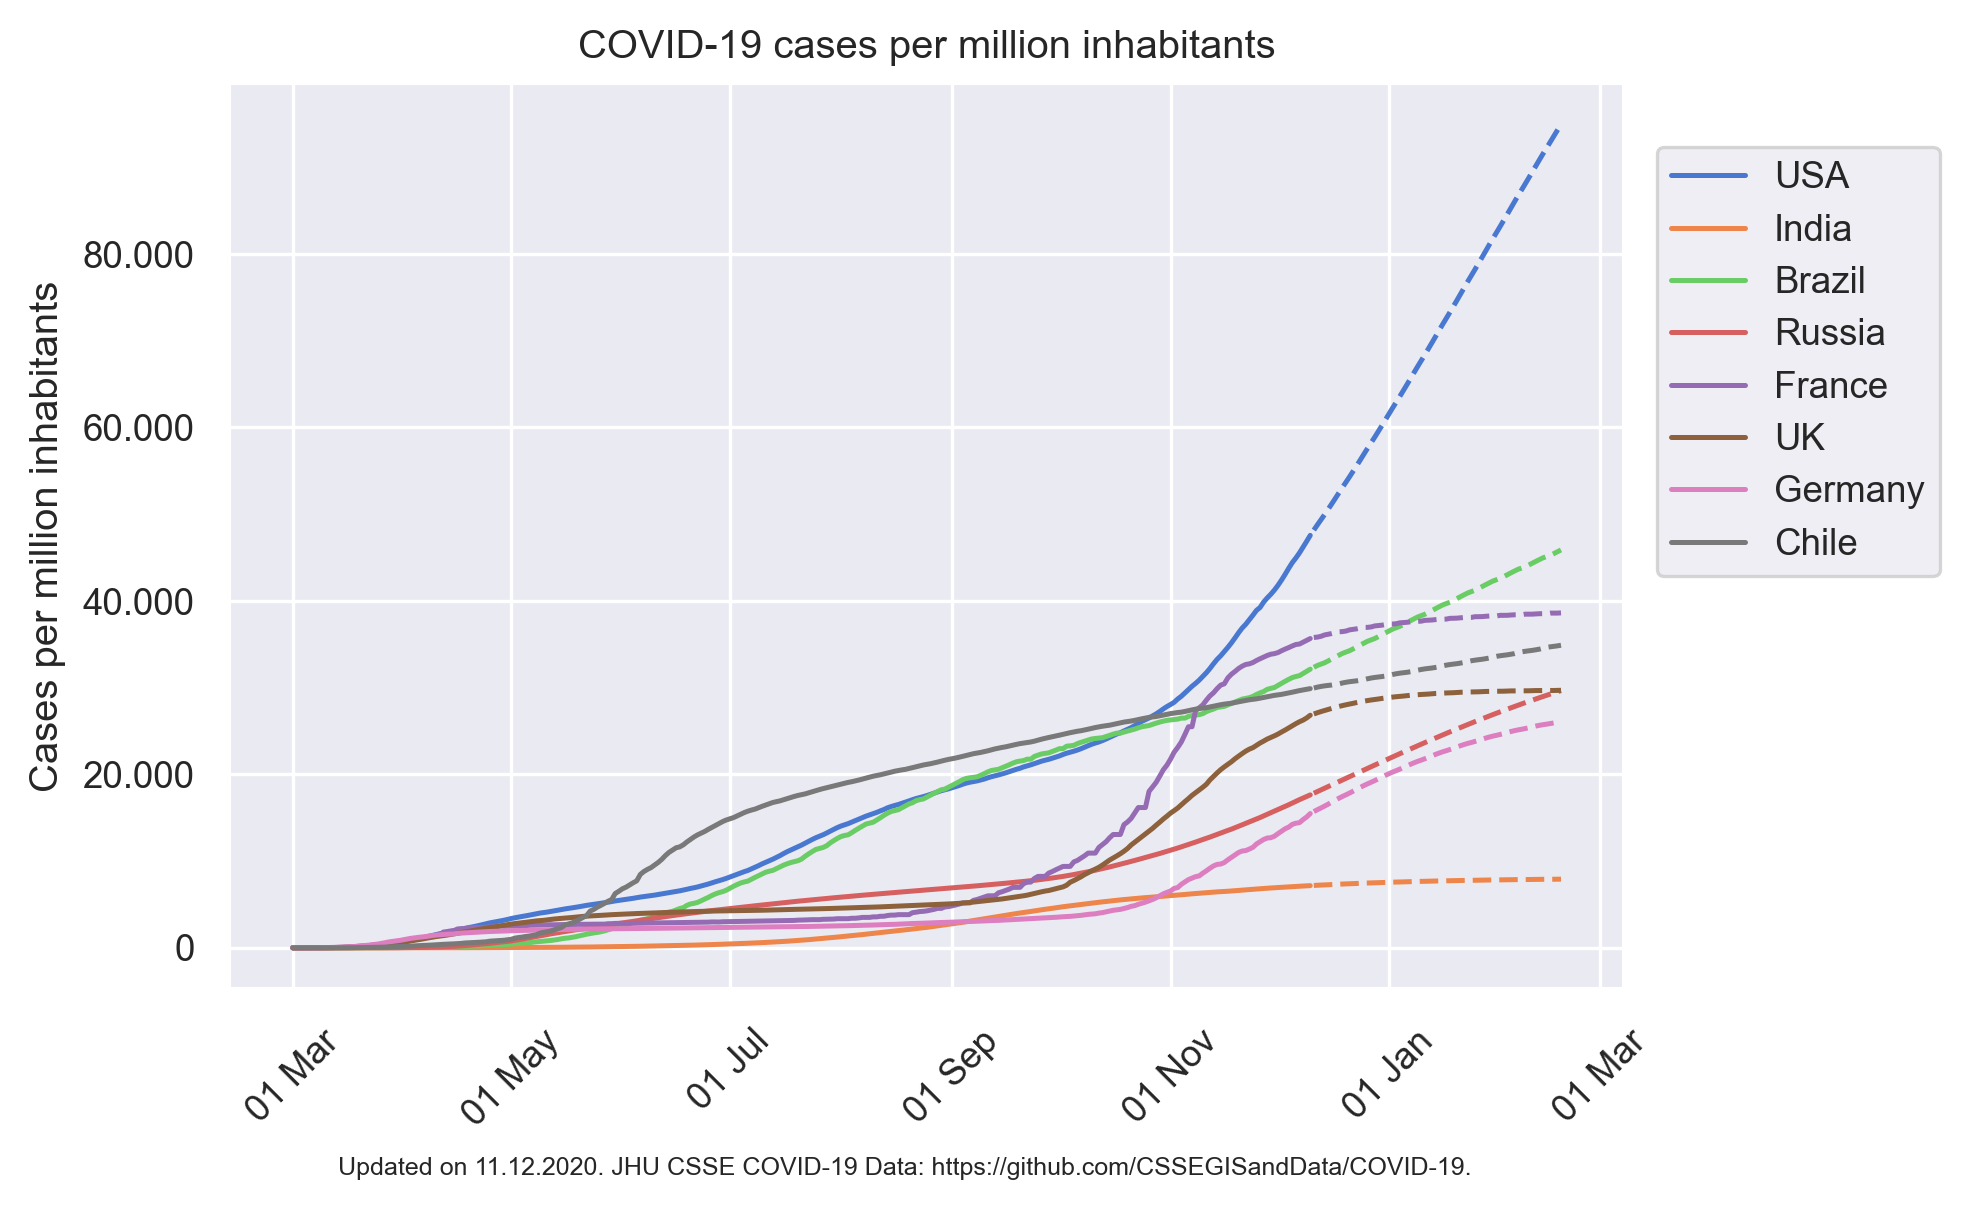 COVID-19 cases per million inhabitants
Cases per million inhabitants
80.000
60.000
40.000
20.000
0
01 Mar
01 May
01 Jul
01 Sep
01 Nov
01 Jan
01 Mar
USA
India
Brazil
Russia
France
UK
Germany
Chile
Updated on 11.12.2020. JHU CSSE COVID-19 Data: https://github.com/CSSEGISandData/COVID-19.